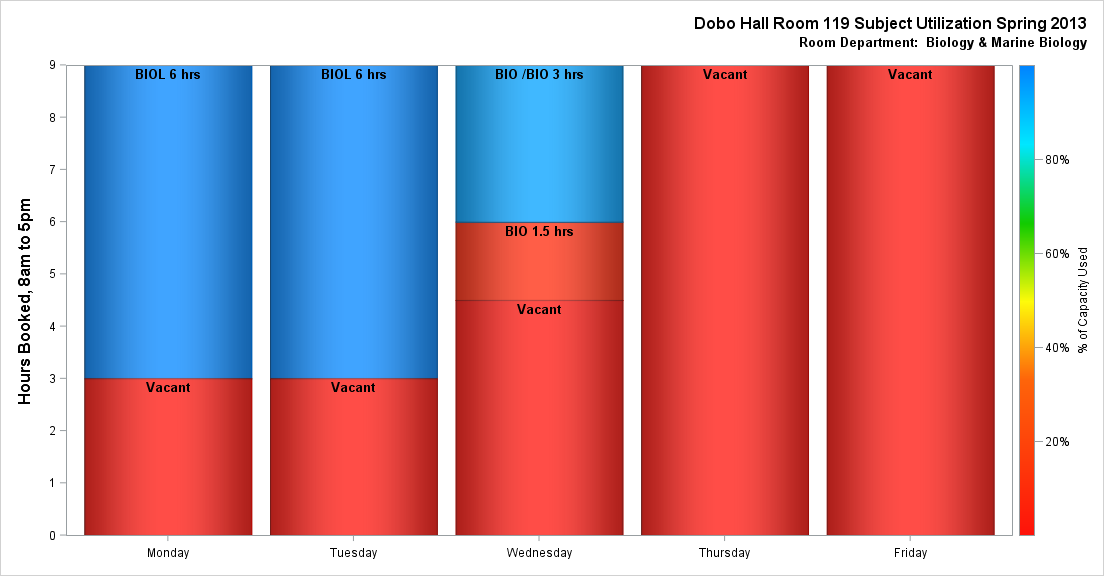 Dobo Hall Room 119 Subject Utilization Spring 2013
Room Department:  Biology & Marine Biology
Hours Booked, 8am to 5pm
9
8
7
6
5
4
3
2
1
0
BIOL 6 hrs
Vacant
BIOL 6 hrs
Vacant
BIO /BIO 3 hrs
BIO 1.5 hrs
Vacant
Vacant
Vacant
Monday
Tuesday
Wednesday
Thursday
Friday
80%
60%
40%
20%
% of Capacity Used